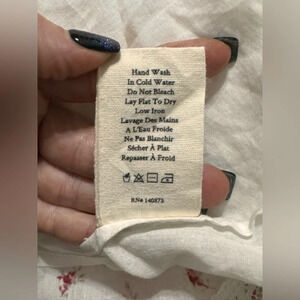 Hand Wash
In Cold Water
Do Not Bleach
Lay Flat To Dry
Low Iron
Lavage Des Mains
A L'Eau Froide
Ne Pas Blanchir
Sécher À Plat
Repasser À Froid
RN# 140873